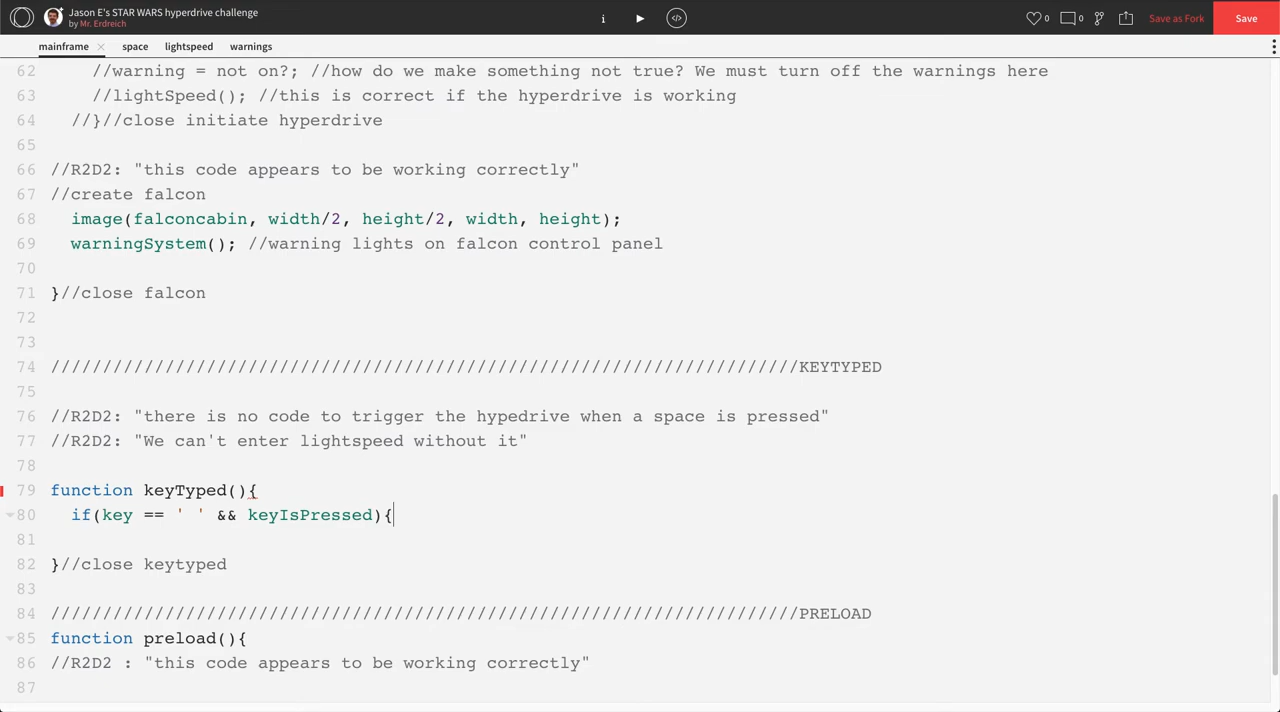 Jason E's STAR WARS hyperdrive challenge
by Mr. Erdreich
0 0 Save as Fork Save
mainframe space lightspeed warnings
62 //warning = not on?; //how do we make something not true? We must turn off the warnings here
63 //lightSpeed(); //this is correct if the hyperdrive is working
64 //}//close initiate hyperdrive
65
66 //R2D2: "this code appears to be working correctly"
67 //create falcon
68 image(falconcabin, width/2, height/2, width, height);
69 warningSystem(); //warning lights on falcon control panel
70
71 }//close falcon
72
73
74 ////////////////////////////////////////////////////////////////////////KEYTYPED
75
76 //R2D2: "there is no code to trigger the hypedrive when a space is pressed"
77 //R2D2: "We can't enter lightspeed without it"
78
79 function keyTyped(){
80 if(key == ' ' && keyIsPressed){
81
82 }//close keytyped
83
84 ////////////////////////////////////////////////////////////////////////PRELOAD
85 function preload(){
86 //R2D2 : "this code appears to be working correctly"
87